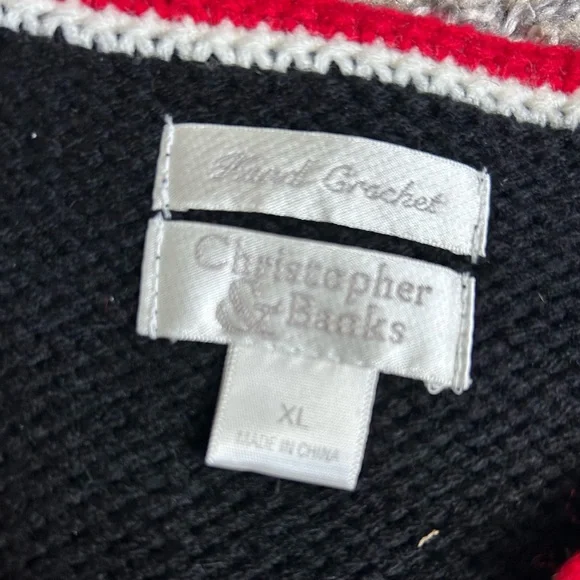 Hand Crochet
Christopher
& Banks
XL
MADE IN CHINA